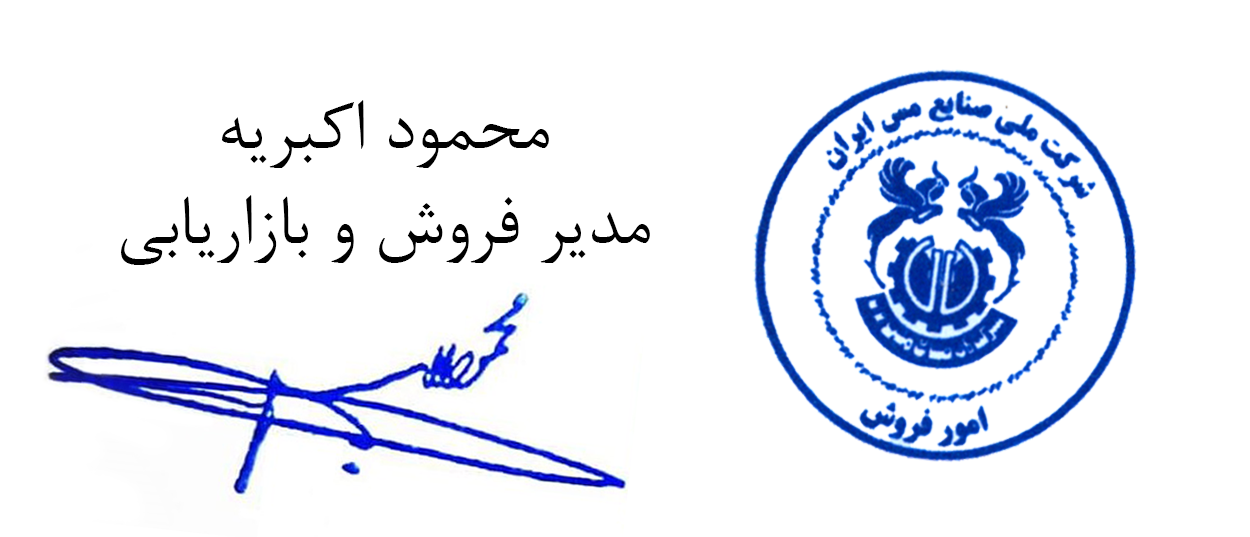 محمود اکبریه
مدیر فروش و بازاریابی
شرکت ملی صنایع مس ایران
امور فروش